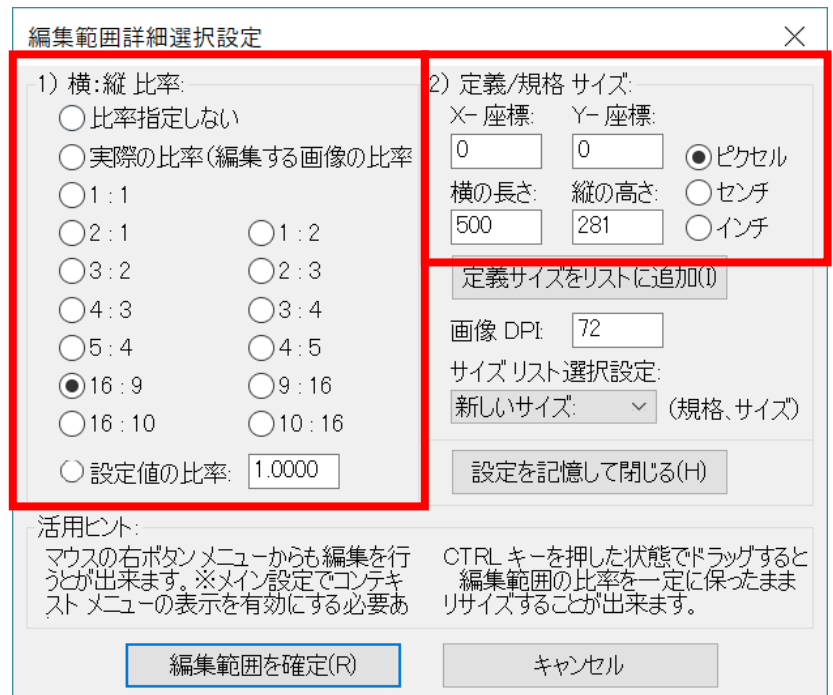 編集範囲詳細選択設定
1) 横:縦 比率:
比率指定しない
実際の比率(編集する画像の比率
1 : 1
2 : 1
1 : 2
3 : 2
2 : 3
4 : 3
3 : 4
5 : 4
4 : 5
16 : 9
9 : 16
16 : 10
10 : 16
設定値の比率: 1.0000
2) 定義/規格 サイズ:
X- 座標: Y- 座標:
0 0
ピクセル
横の長さ: 縦の高さ:
センチ
500 281
インチ
定義サイズをリストに追加(I)
画像 DPI: 72
サイズ リスト選択設定:
新しいサイズ: (規格、サイズ)
設定を記憶して閉じる(H)
活用ヒント:
マウスの右ボタン メニューからも編集を行
うとが出来ます。※メイン設定でコンテキ
スト メニューの表示を有効にする必要あ
CTRL キーを押した状態でドラッグすると
編集範囲の比率を一定に保ったまま
リサイズすることが出来ます。
編集範囲を確定(R)
キャンセル